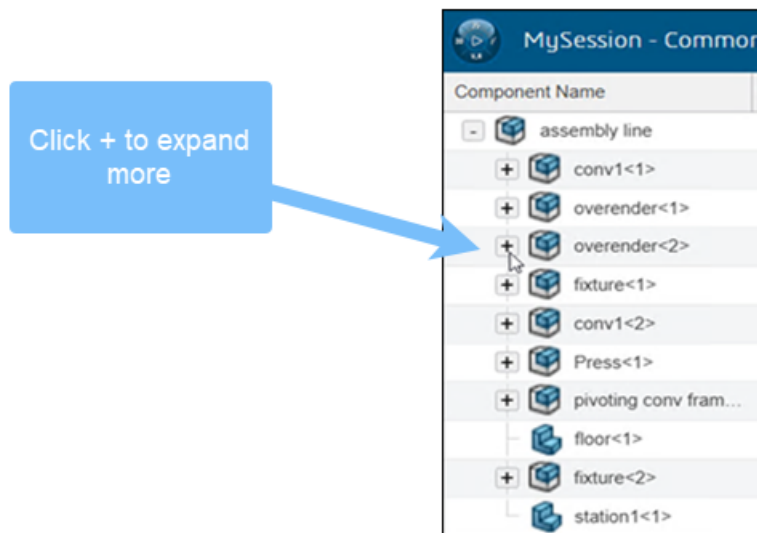 MySession - Common
Component Name
Click + to expand
more
assembly line
conv1<1>
overender<1>
overender<2>
fixture<1>
conv1<2>
Press<1>
pivoting conv fram...
floor<1>
fixture<2>
station1<1>